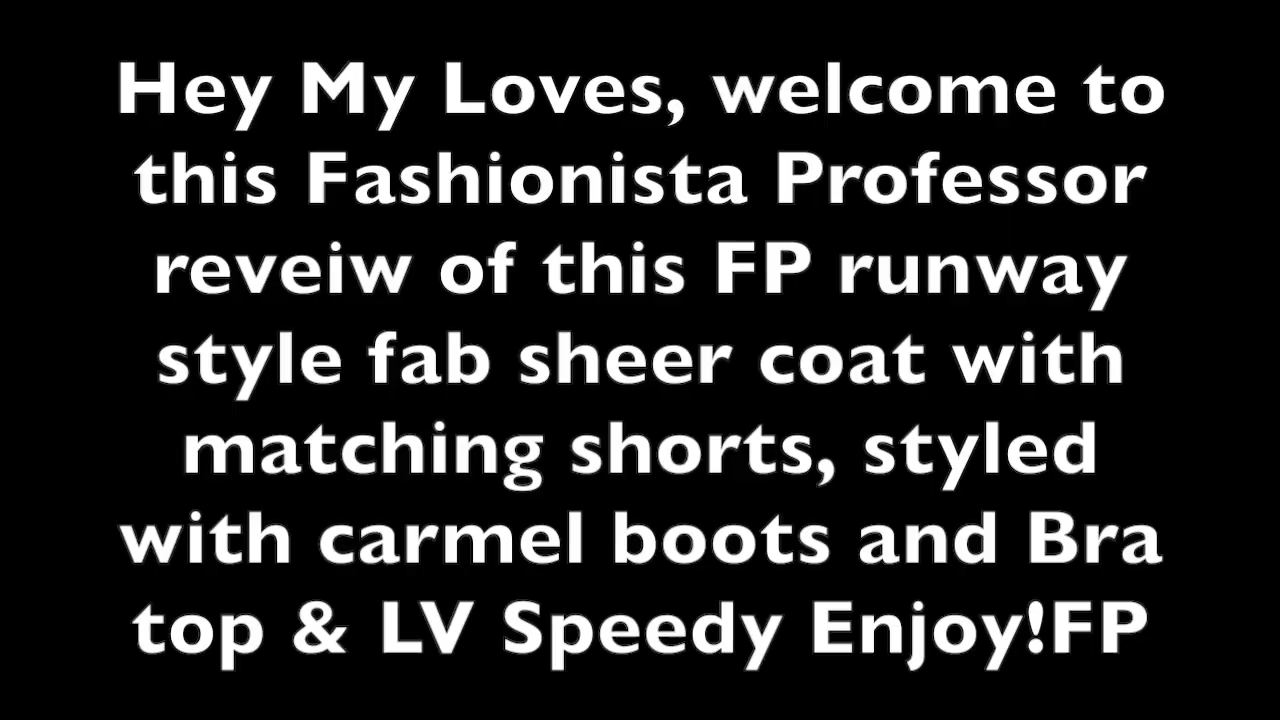 Hey My Loves, welcome to
this Fashionista Professor
reveiw of this FP runway
style fab sheer coat with
matching shorts, styled
with carmel boots and Bra
top & LV Speedy Enjoy!FP